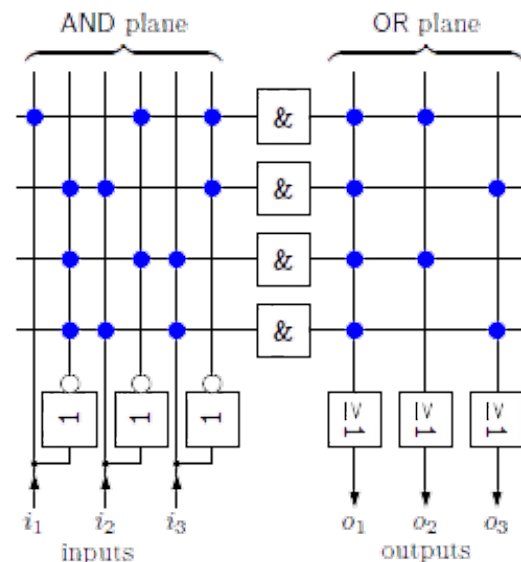 AND plane OR plane
&
&
&
&
1 1 1 ≥1 ≥1 ≥1
i₁ i₂ i₃ o₁ o₂ o₃
inputs outputs